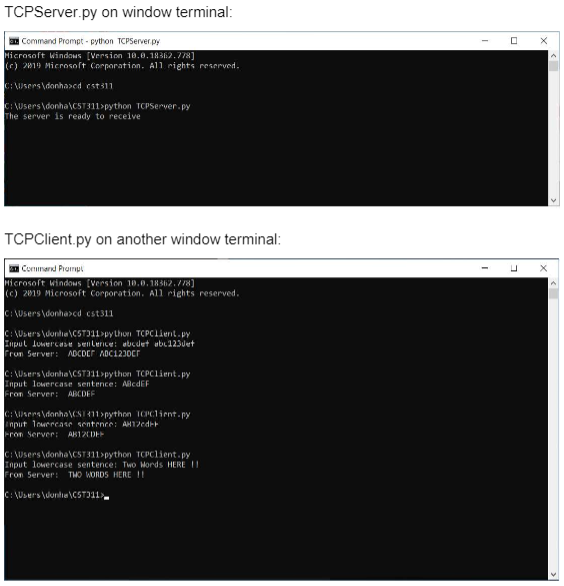 TCPServer.py on window terminal:
Command Prompt - python TCPServer.py
Microsoft Windows [Version 10.0.18362.778]
(c) 2019 Microsoft Corporation. All rights reserved.
C:\Users\donha>cd cst311
C:\Users\donha\CST311>python TCPServer.py
The server is ready to receive
TCPClient.py on another window terminal:
Command Prompt
Microsoft Windows [Version 10.0.18362.778]
(c) 2019 Microsoft Corporation. All rights reserved.
C:\Users\donha>cd cst311
C:\Users\donha\CST311>python TCPClient.py
Input lowercase sentence: abcdef abc123def
From Server: ABCDEF ABC123DEF
C:\Users\donha\CST311>python TCPClient.py
Input lowercase sentence: ABcdEF
From Server: ABCDEF
C:\Users\donha\CST311>python TCPClient.py
Input lowercase sentence: AB12cdEF
From Server: AB12CDEF
C:\Users\donha\CST311>python TCPClient.py
Input lowercase sentence: Two Words HERE !!
From Server: TWO WORDS HERE !!
C:\Users\donha\CST311>